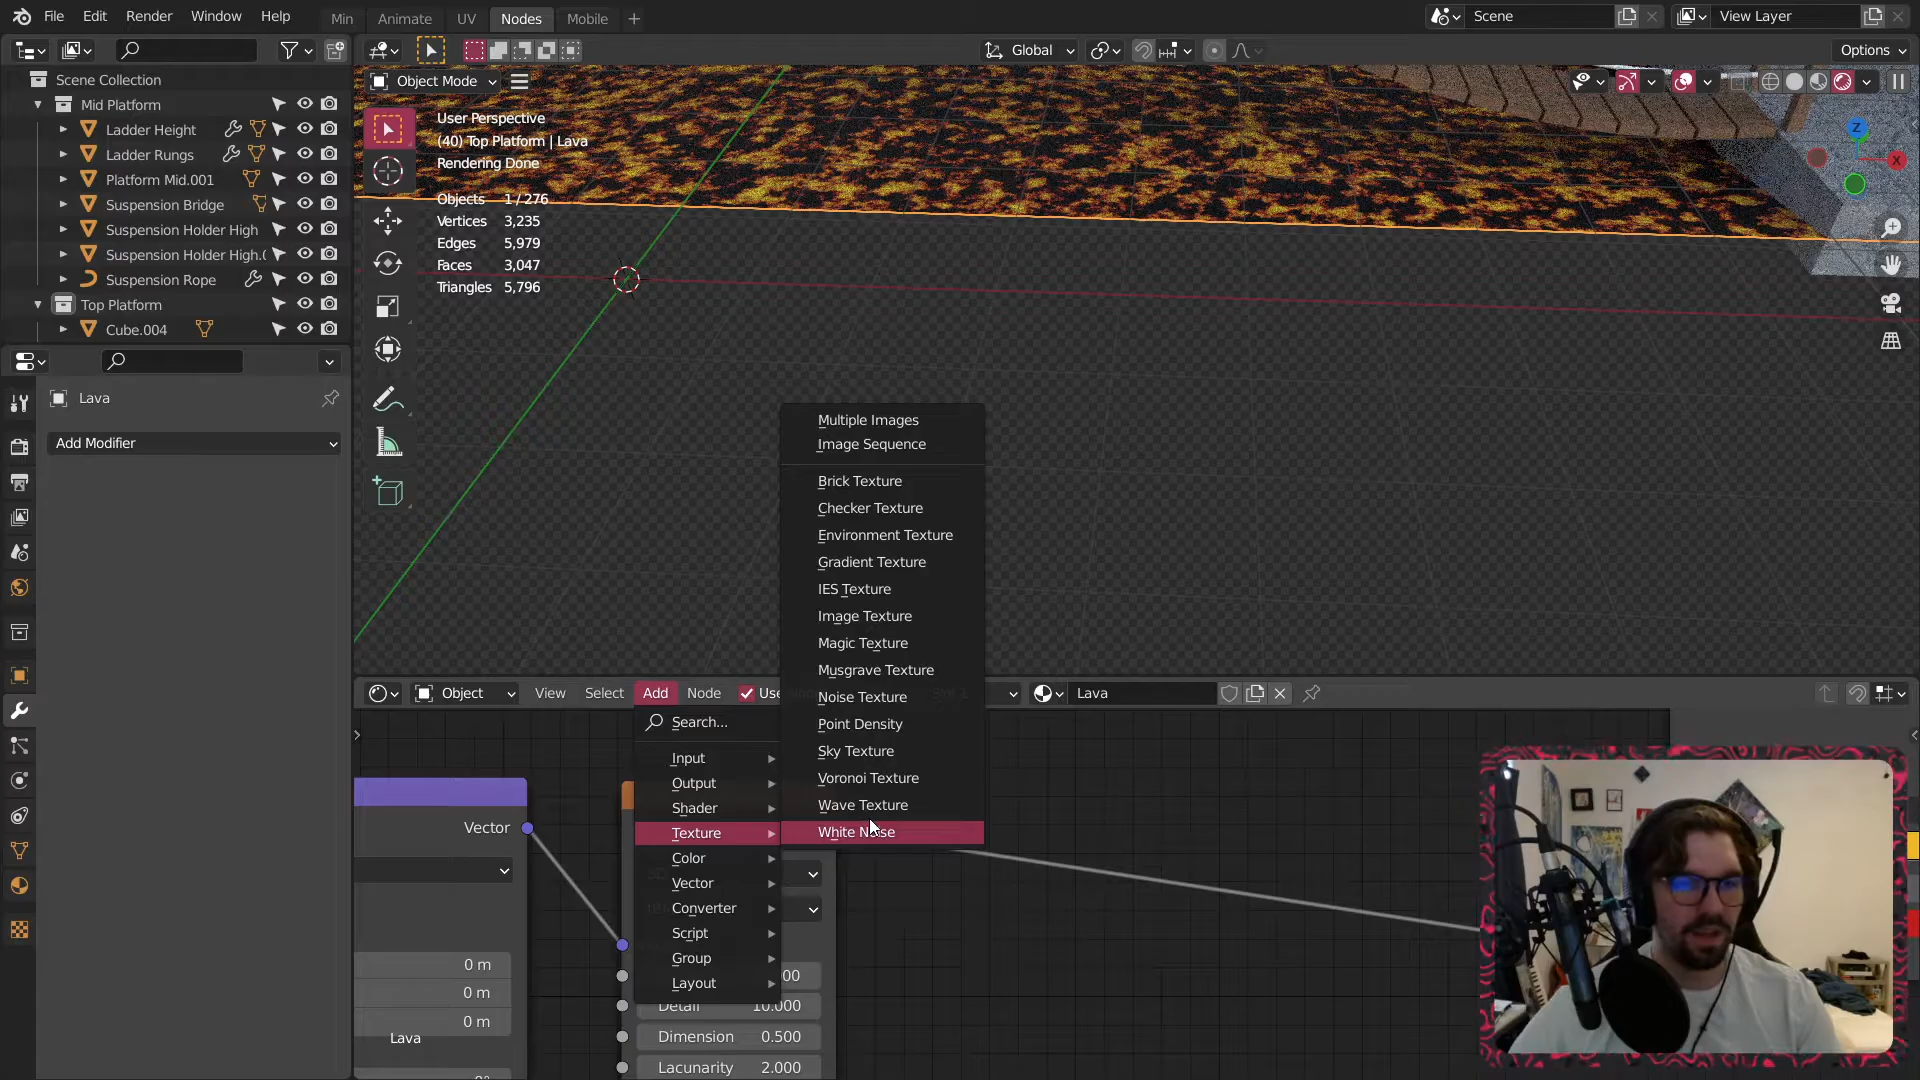 File Edit Render Window Help
Min Animate UV Nodes Mobile +
Scene
View Layer
Global
Options
Scene Collection
Mid Platform
Ladder Height
Ladder Rungs
Platform Mid.001
Suspension Bridge
Suspension Holder High
Suspension Holder High.0
Suspension Rope
Top Platform
Cube.004
Lava
Add Modifier
Object Mode
User Perspective
(40) Top Platform | Lava
Rendering Done
Objects 1 / 276
Vertices 3,235
Edges 5,979
Faces 3,047
Triangles 5,796
Z
X
Multiple Images
Image Sequence
Brick Texture
Checker Texture
Environment Texture
Gradient Texture
IES Texture
Image Texture
Magic Texture
Musgrave Texture
Noise Texture
Point Density
Sky Texture
Voronoi Texture
Wave Texture
White Noise
Object View Select Add Node Lava
Search...
Input
Output
Shader
Texture
Color
Vector
Converter
Script
Group
Layout
Vector
0 m
0 m
0 m
Lava
Detail 10.000
Dimension 0.500
Lacunarity 2.000